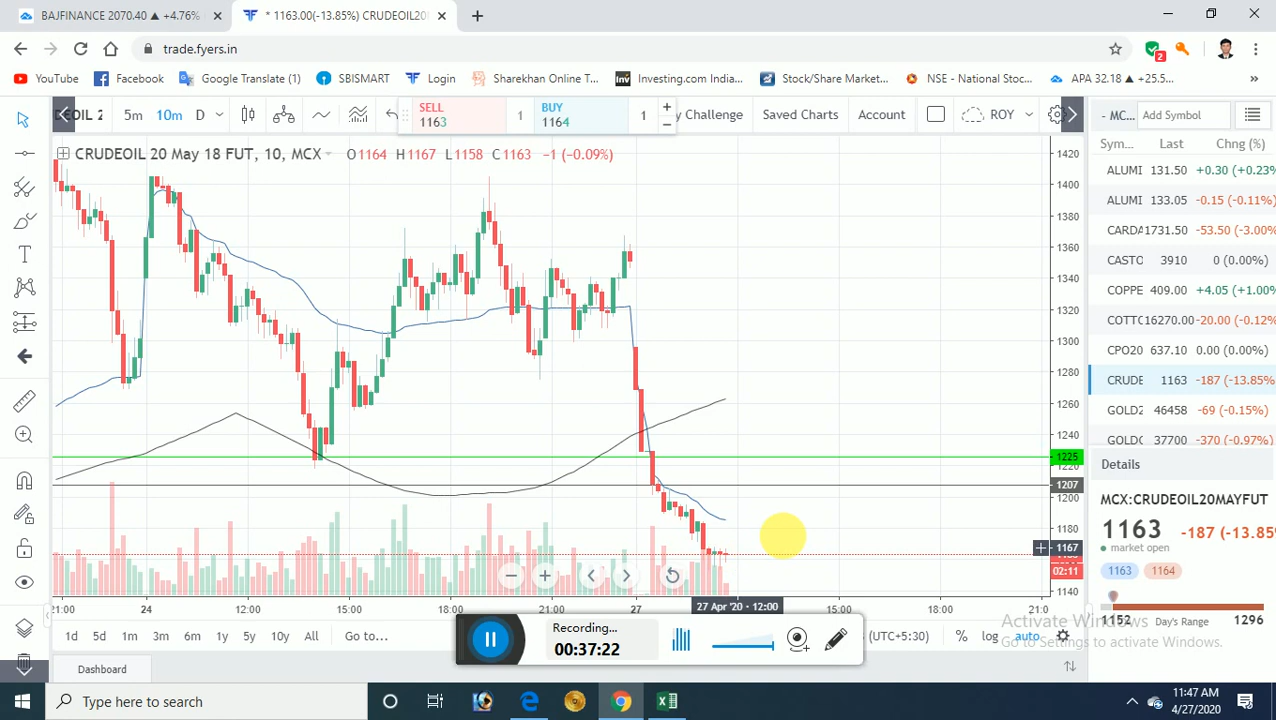 BAJFINANCE 2070.40 ▲ +4.76%
* 1163.00(-13.85%) CRUDEOIL20
trade.fyers.in
2
YouTube Facebook Google Translate (1) SBISMART Login Sharekhan Online T... Investing.com India... Stock/Share Market... NSE - National Stoc... APA 32.18 ▲ +25.5... »
5m 10m D
SELL
1163
1
BUY
1164
1
Challenge Saved Charts Account ROY
MC... Add Symbol
CRUDEOIL 20 May 18 FUT, 10, MCX O1164 H1167 L1158 C1163 −1 (−0.09%)
Sym... Last Chng (%)
ALUMI 131.50 +0.30 (+0.23%
ALUMI 133.05 -0.15 (-0.11%)
CARDA 1731.50 -53.50 (-3.00%
CASTO 3910 0 (0.00%)
COPPE 409.00 +4.05 (+1.00%
COTTO 16270.00 -20.00 (-0.12%
CPO20 637.10 0.00 (0.00%)
CRUDE 1163 -187 (-13.85%
GOLD2 46458 -69 (-0.15%)
GOLDG 37700 -370 (-0.97%)
Details
MCX:CRUDEOIL20MAYFUT
1163 -187 (-13.85
market open
1163 1164
1152 Day's Range 1296
1420
1400
1380
1360
1340
1320
1300
1280
1260
1240
1225
1220
1207
1200
1180
1167
02:11
1140
21:00 24 12:00 15:00 18:00 21:00 27 27 Apr '20 - 12:00 15:00 18:00 21:0
1d 5d 1m 3m 6m 1y 5y 10y All Go to... (UTC+5:30) % log auto
Recording...
00:37:22
Activate Windows
Go to Settings to activate Windows.
Dashboard
Type here to search
11:47 AM
4/27/2020